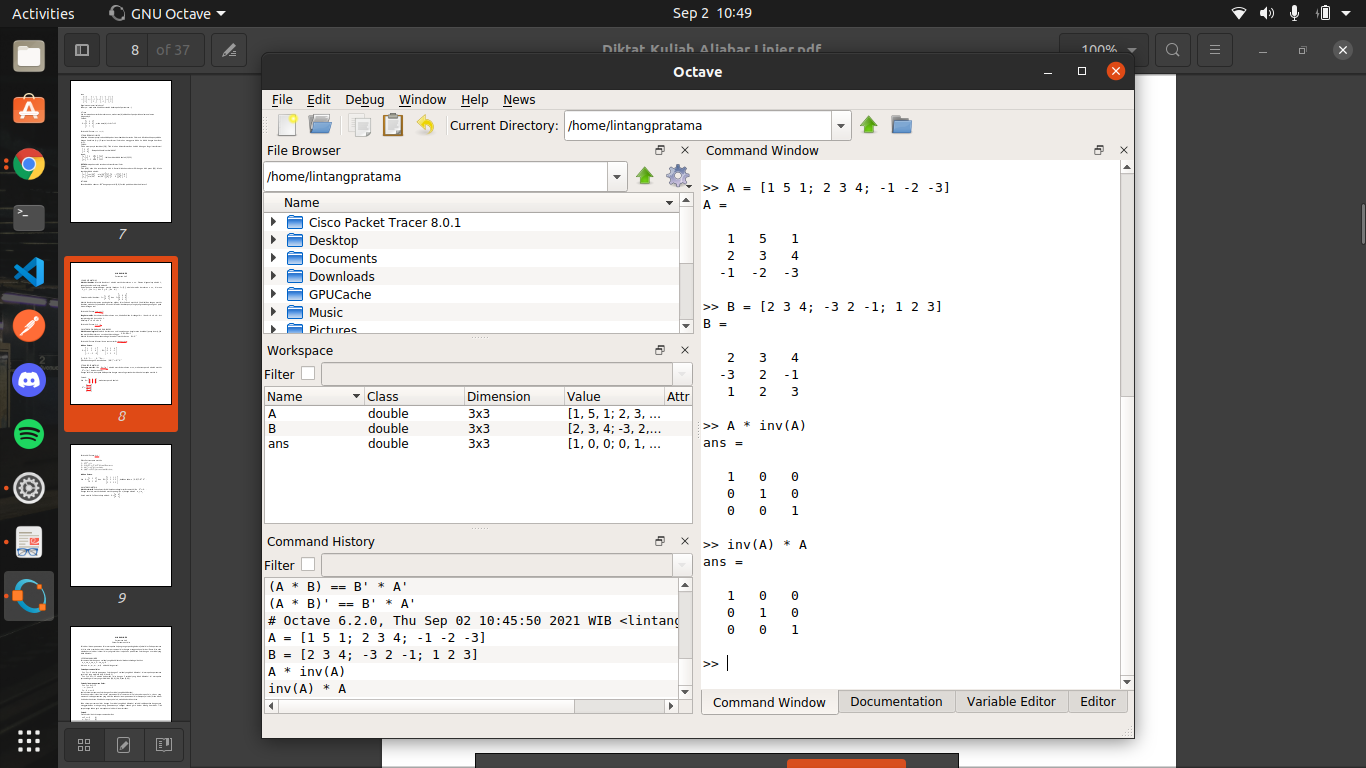 Activities GNU Octave Sep 2 10:49
8 of 37 Diktat Kuliah Aljabar Linier.pdf 100%
Octave
File Edit Debug Window Help News
Current Directory: /home/lintangpratama
File Browser
/home/lintangpratama
Name
Cisco Packet Tracer 8.0.1
Desktop
Documents
Downloads
GPUCache
Music
Pictures
Workspace
Filter
Name Class Dimension Value Attr
A double 3x3 [1, 5, 1; 2, 3, ...
B double 3x3 [2, 3, 4; -3, 2,...
ans double 3x3 [1, 0, 0; 0, 1, ...
Command History
Filter
(A * B) == B' * A'
(A * B)' == B' * A'
# Octave 6.2.0, Thu Sep 02 10:45:50 2021 WIB <lintang
A = [1 5 1; 2 3 4; -1 -2 -3]
B = [2 3 4; -3 2 -1; 1 2 3]
A * inv(A)
inv(A) * A
Command Window
>> A = [1 5 1; 2 3 4; -1 -2 -3]
A =
1 5 1
2 3 4
-1 -2 -3
>> B = [2 3 4; -3 2 -1; 1 2 3]
B =
2 3 4
-3 2 -1
1 2 3
>> A * inv(A)
ans =
1 0 0
0 1 0
0 0 1
>> inv(A) * A
ans =
1 0 0
0 1 0
0 0 1
>>
Command Window Documentation Variable Editor Editor
7
8
9